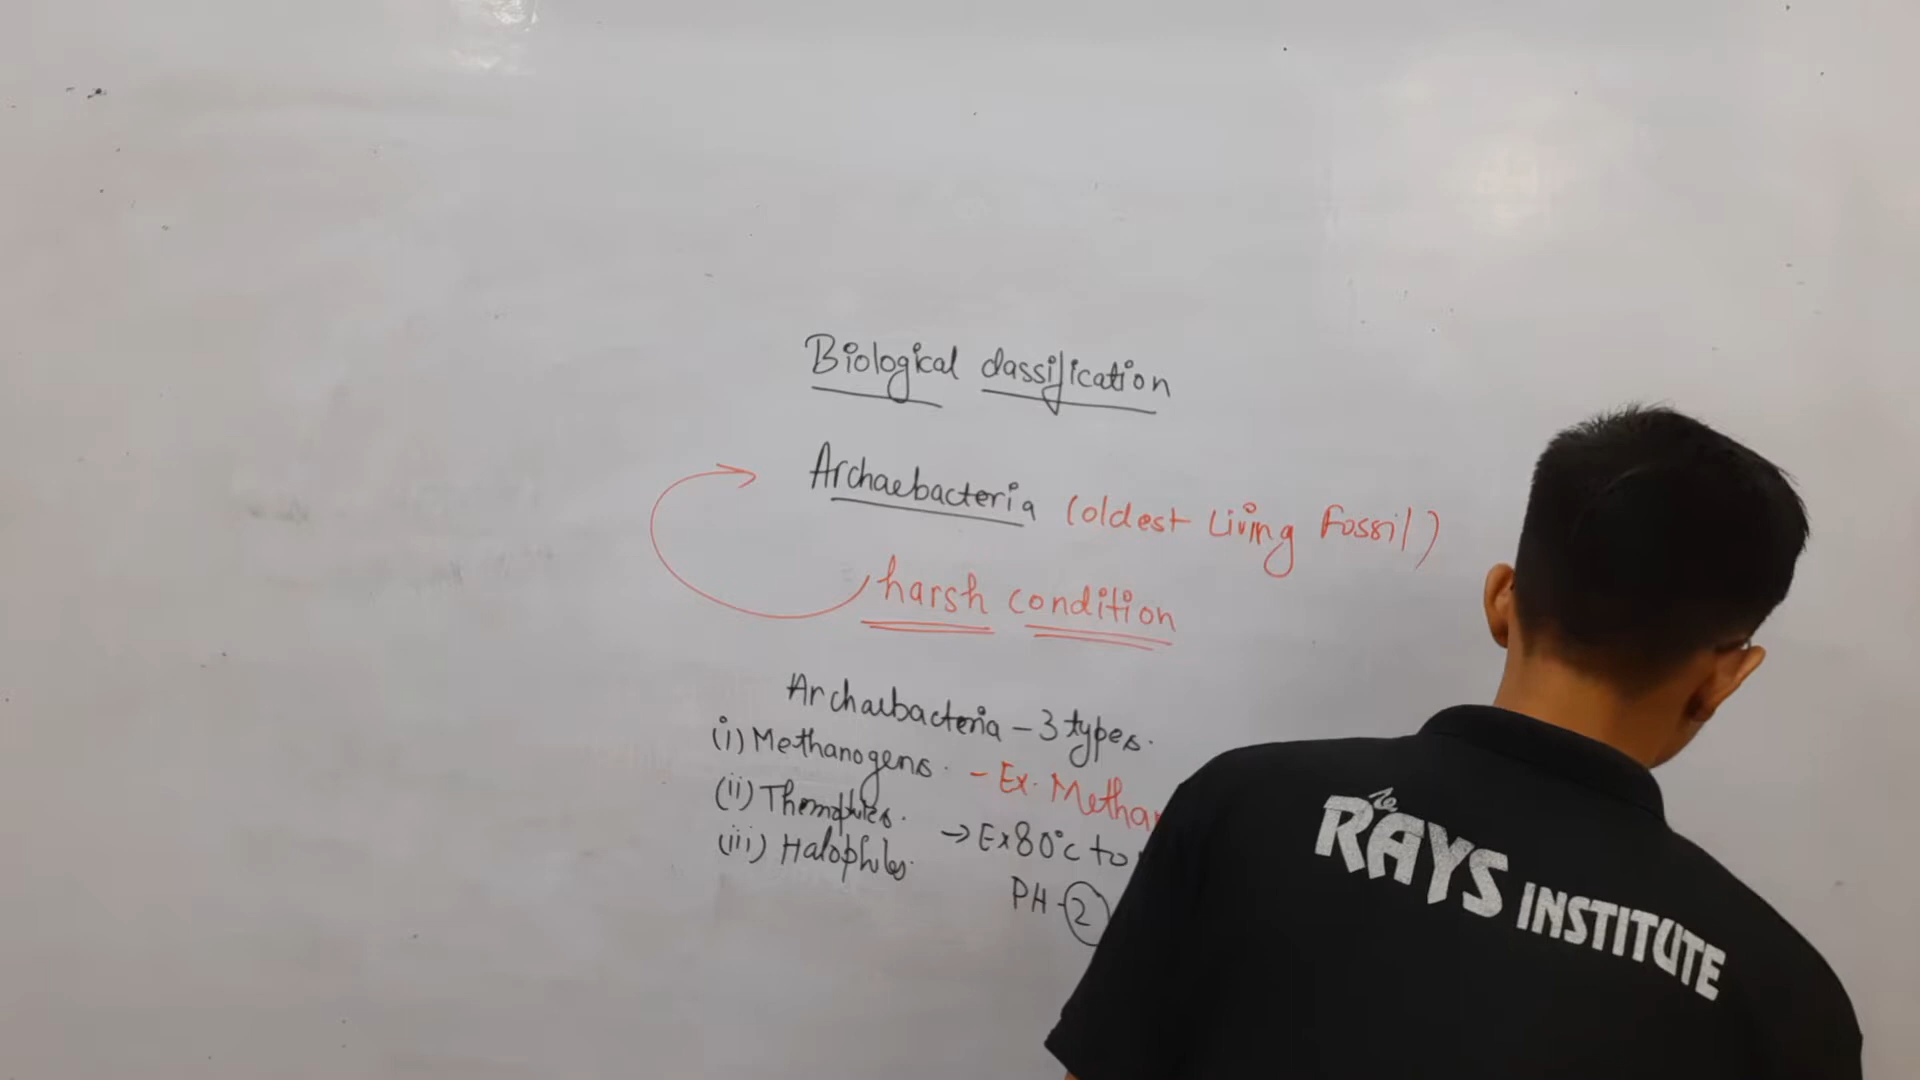 Biological classification
Archaebacteria (oldest Living Fossil)
harsh condition
Archaebacteria - 3 types.
(i) Methanogens. - Ex. Methan
(ii) → Ex 80°c to
(iii) Halophiles.
PH - 2
RAYS INSTITUTE